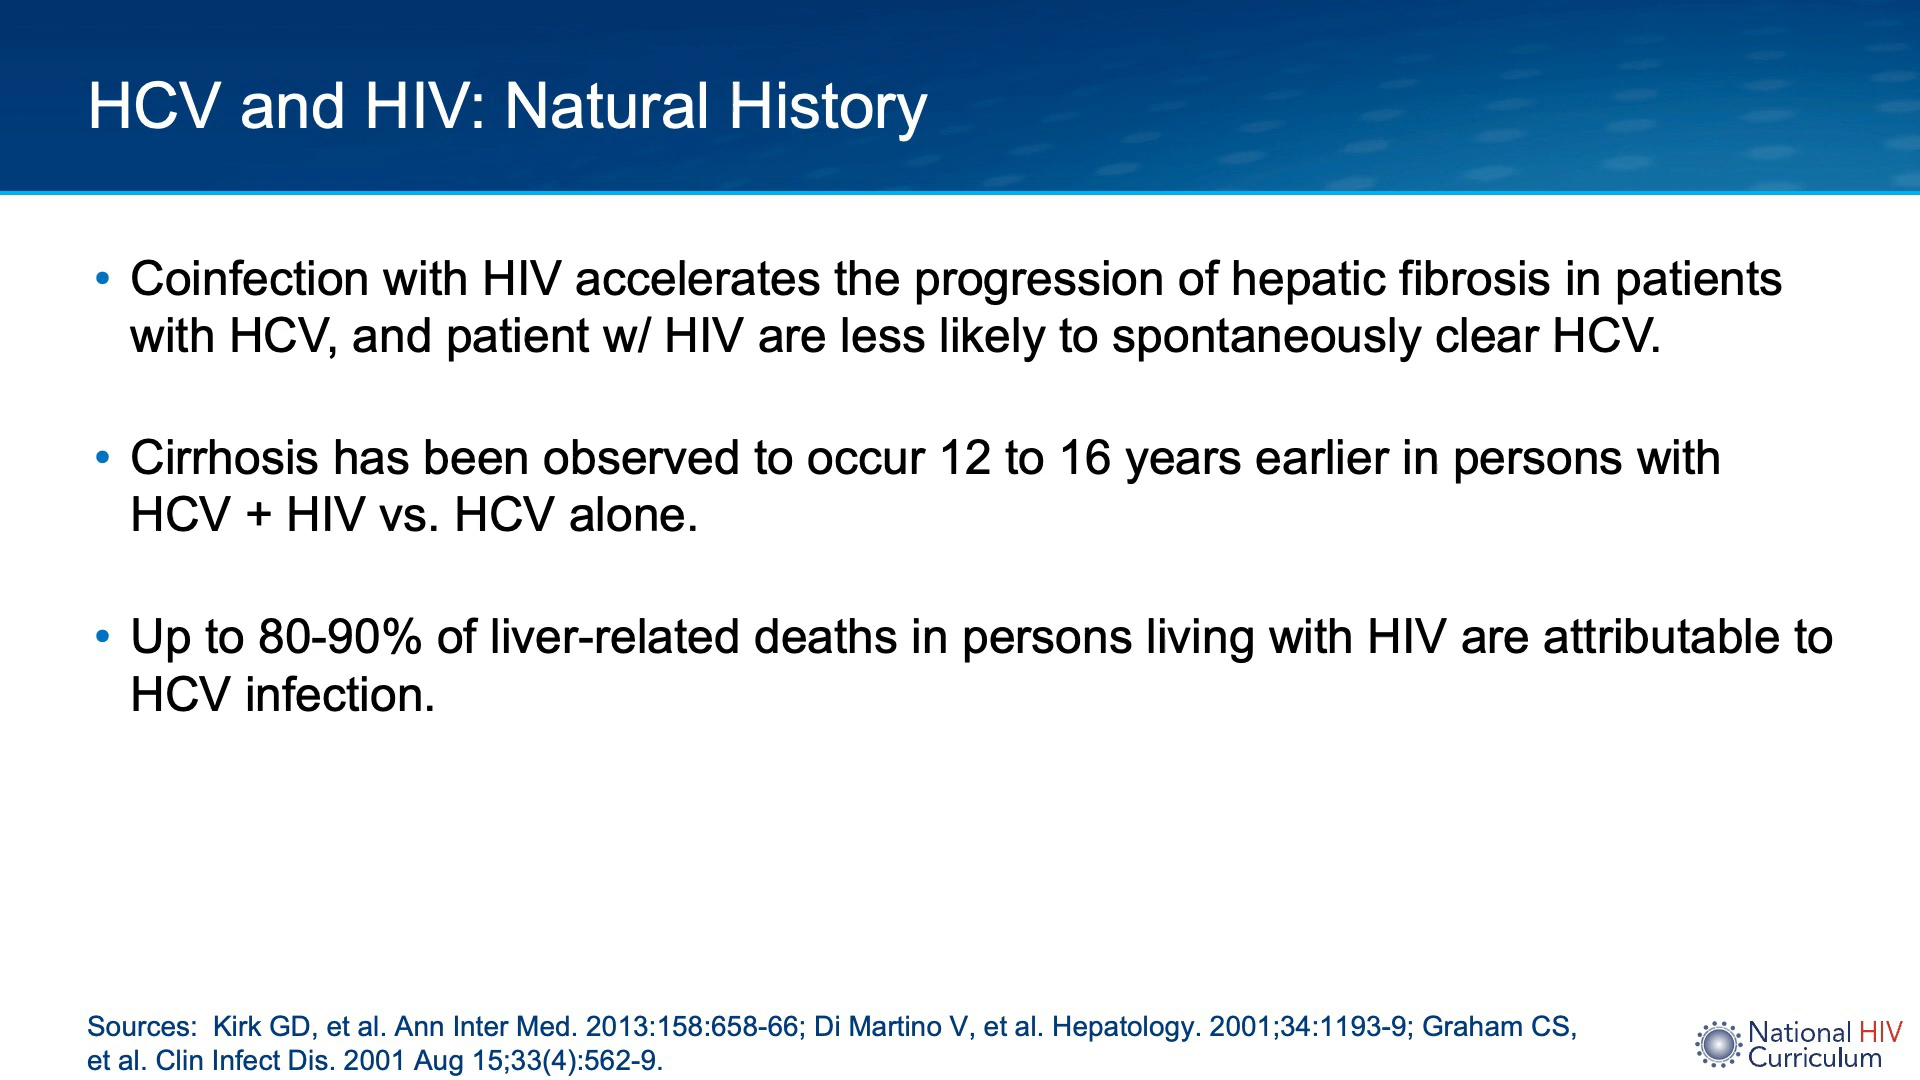 HCV and HIV: Natural History
• Coinfection with HIV accelerates the progression of hepatic fibrosis in patients
with HCV, and patient w/ HIV are less likely to spontaneously clear HCV.
• Cirrhosis has been observed to occur 12 to 16 years earlier in persons with
HCV + HIV vs. HCV alone.
• Up to 80-90% of liver-related deaths in persons living with HIV are attributable to
HCV infection.
Sources:  Kirk GD, et al. Ann Inter Med. 2013:158:658-66; Di Martino V, et al. Hepatology. 2001;34:1193-9; Graham CS,
et al. Clin Infect Dis. 2001 Aug 15;33(4):562-9.
National HIV
Curriculum